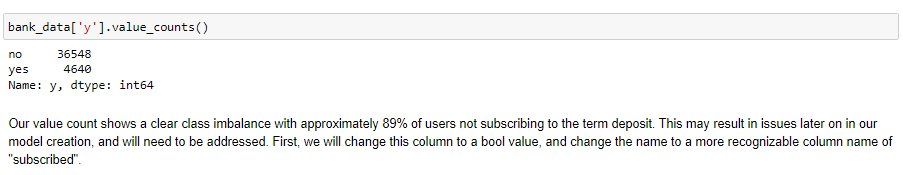 bank_data['y'].value_counts()
no     36548
yes     4640
Name: y, dtype: int64
Our value count shows a clear class imbalance with approximately 89% of users not subscribing to the term deposit. This may result in issues later on in our
model creation, and will need to be addressed. First, we will change this column to a bool value, and change the name to a more recognizable column name of
"subscribed".